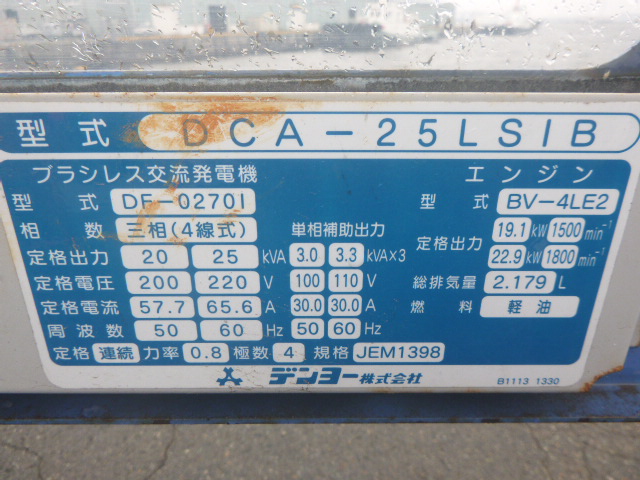 型式 DCA-25LSIB
ブラシレス交流発電機 エンジン
型式 DF-0270I 型式 BV-4LE2
相数 三相(4線式) 単相補助出力 定格出力 19.1 kW 1500 min⁻¹
定格出力 20 25 kVA 3.0 3.3 kVA×3 22.9 kW 1800 min⁻¹
定格電圧 200 220 V 100 110 V 総排気量 2.179 L
定格電流 57.7 65.6 A 30.0 30.0 A 燃料 軽油
周波数 50 60 Hz 50 60 Hz
定格 連続 力率 0.8 極数 4 規格 JEM1398
デンヨー株式会社 B1113 1330